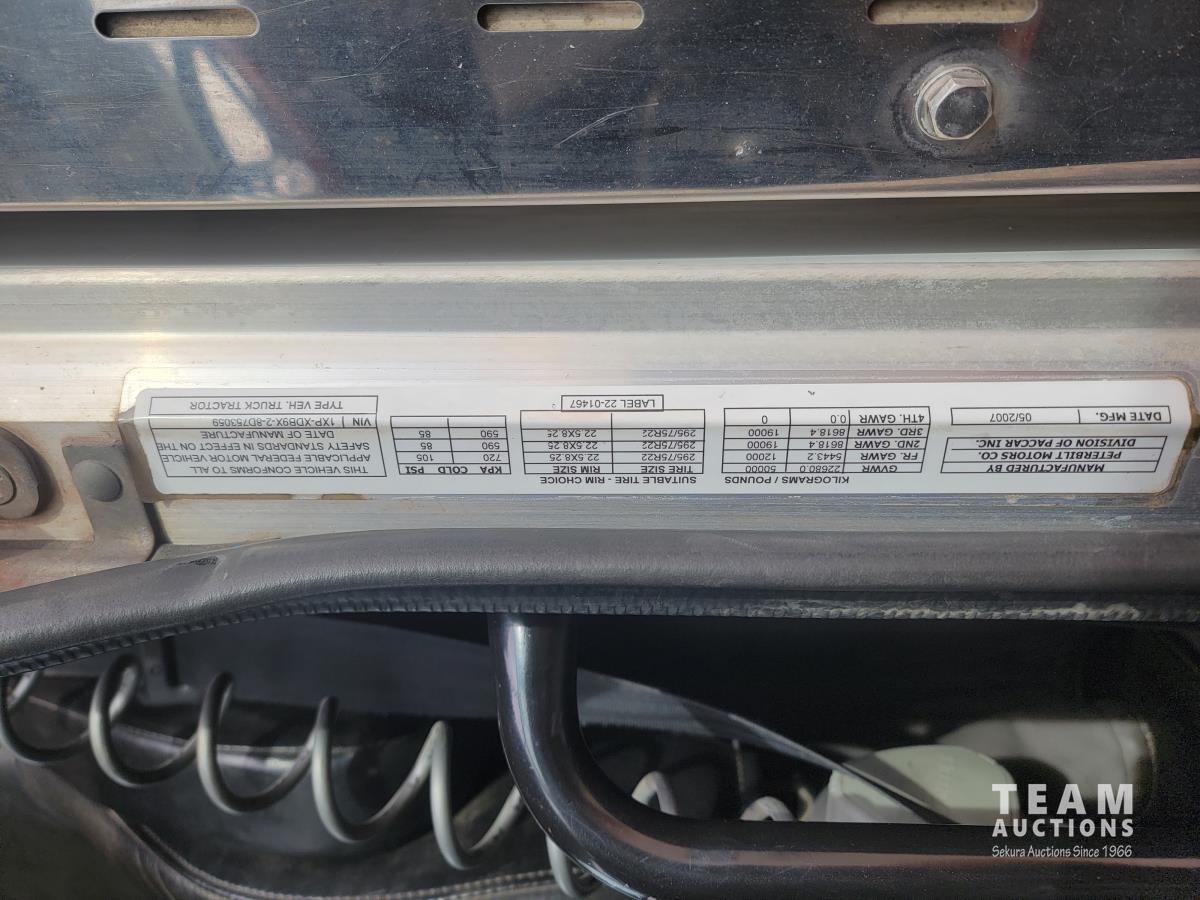 MANUFACTURED BY
PETERBILT MOTORS CO.
DIVISION OF PACCAR INC.
DATE MFG. 05/2007
KILOGRAMS / POUNDS
GVWR 22680.0 50000
FR. GAWR 5443.2 12000
2ND. GAWR 8618.4 19000
3RD. GAWR 8618.4 19000
4TH. GAWR 0.0 0
SUITABLE TIRE - RIM CHOICE
TIRE SIZE RIM SIZE
295/75R22 22.5X8.25
295/75R22 22.5X8.25
295/75R22 22.5X8.25
LABEL 22-01467
KPA COLD PSI
720 105
590 85
590 85
THIS VEHICLE CONFORMS TO ALL
APPLICABLE FEDERAL MOTOR VEHICLE
SAFETY STANDARDS IN EFFECT ON THE
DATE OF MANUFACTURE
VIN 1XP-XDB9X-2-8D753059
TYPE VEH. TRUCK TRACTOR
TEAM
AUCTIONS
Sekura Auctions Since 1966